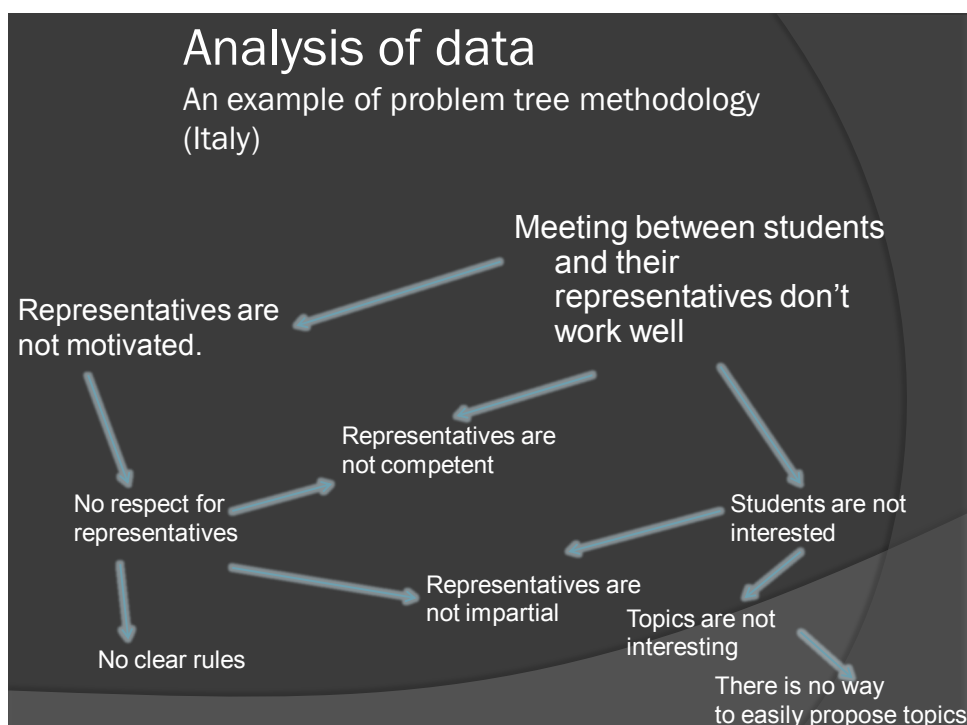 Analysis of data
An example of problem tree methodology
(Italy)
Meeting between students
and their
representatives don’t
work well
Representatives are
not motivated.
Representatives are
not competent
No respect for
representatives
Students are not
interested
Representatives are
not impartial
Topics are not
interesting
No clear rules
There is no way
to easily propose topics